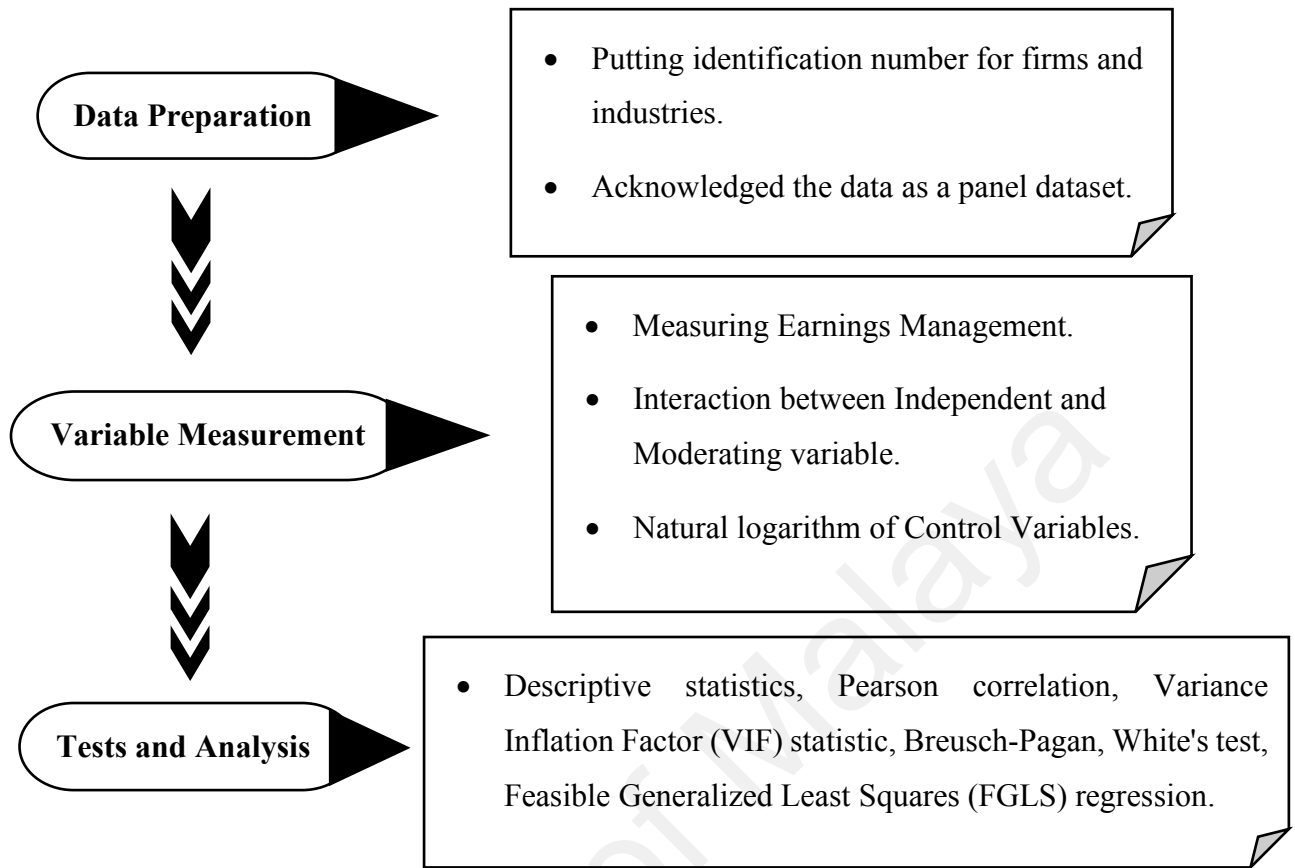 Data Preparation
• Putting identification number for firms and
industries.
• Acknowledged the data as a panel dataset.
Variable Measurement
• Measuring Earnings Management.
• Interaction between Independent and
Moderating variable.
• Natural logarithm of Control Variables.
Tests and Analysis
• Descriptive statistics, Pearson correlation, Variance
Inflation Factor (VIF) statistic, Breusch-Pagan, White's test,
Feasible Generalized Least Squares (FGLS) regression.
of Malaya